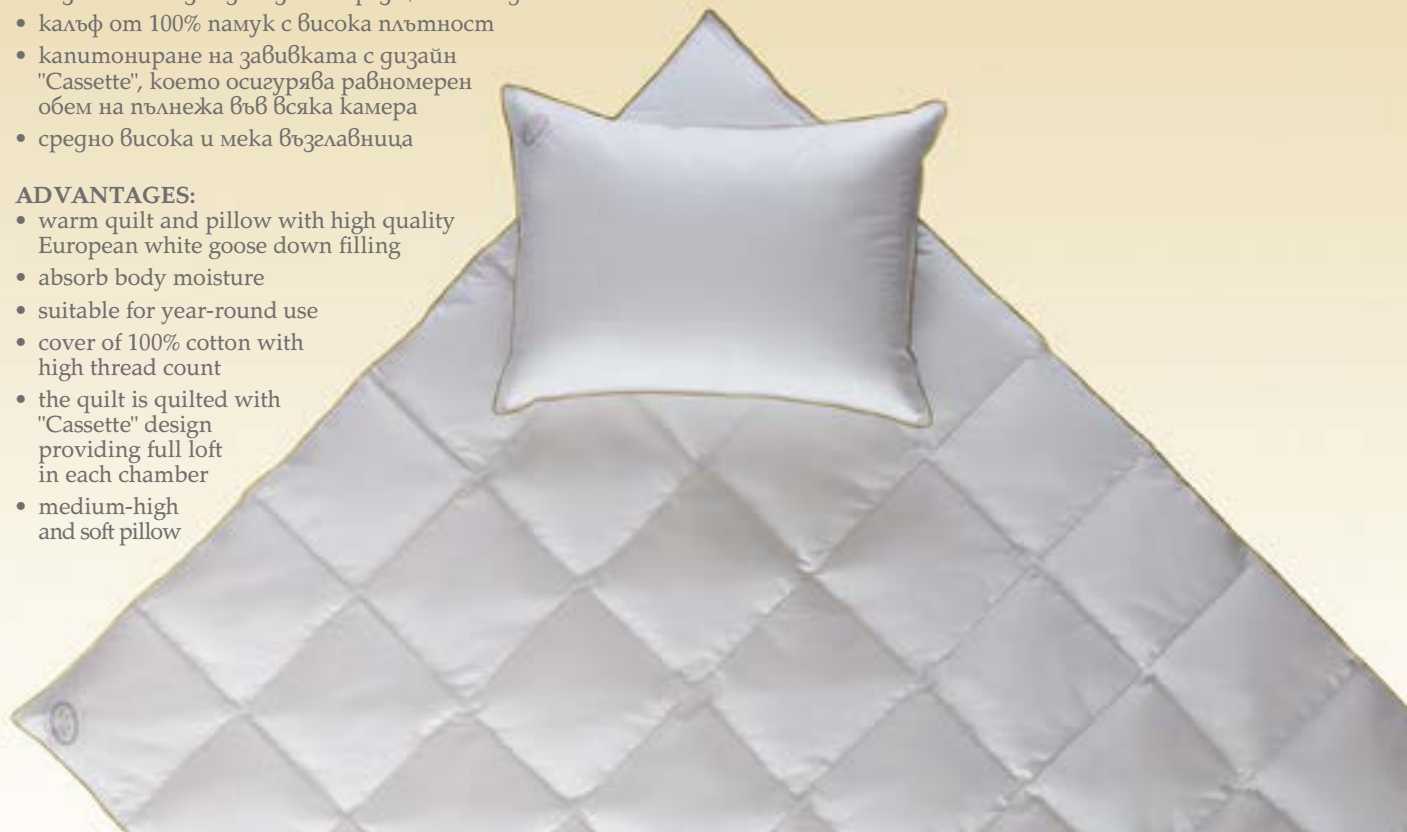 • калъф от 100% памук с висока плътност
• капитониране на завивката с дизайн
"Cassette", което осигурява равномерен
обем на пълнежа във всяка камера
• средно висока и мека възглавница
ADVANTAGES:
• warm quilt and pillow with high quality
European white goose down filling
• absorb body moisture
• suitable for year-round use
• cover of 100% cotton with
high thread count
• the quilt is quilted with
"Cassette" design
providing full loft
in each chamber
• medium-high
and soft pillow